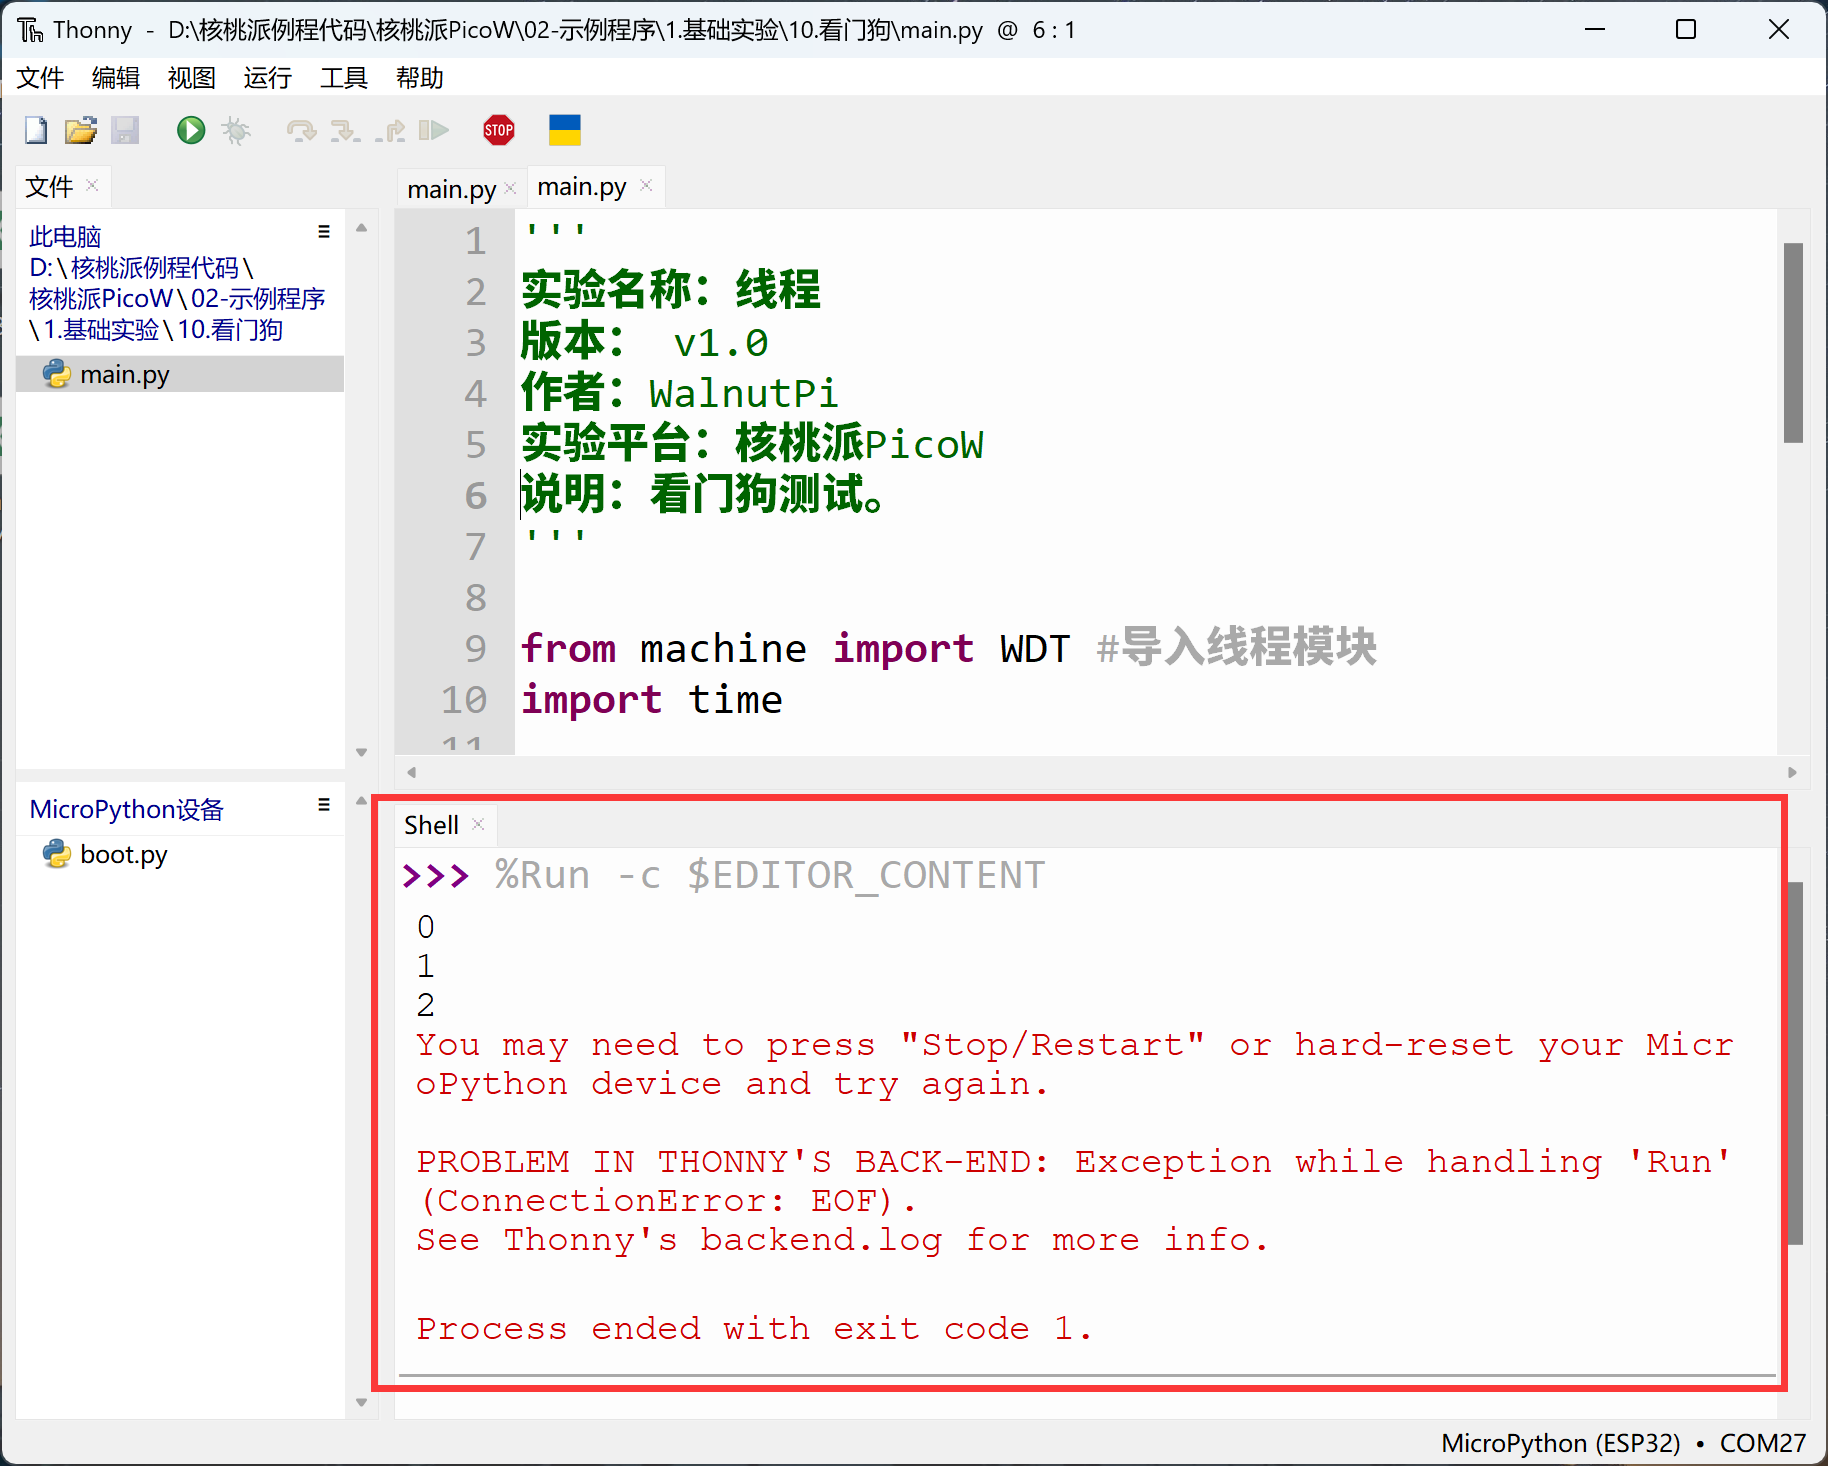 Thonny - D:\核桃派例程代码\核桃派PicoW\02-示例程序\1.基础实验\10.看门狗\main.py @ 6 : 1
文件 编辑 视图 运行 工具 帮助
STOP
文件
此电脑
D:\核桃派例程代码\
核桃派PicoW\02-示例程序
\1.基础实验\10.看门狗
main.py
MicroPython设备
boot.py
main.py main.py
1 '''
2 实验名称：线程
3 版本： v1.0
4 作者：WalnutPi
5 实验平台：核桃派PicoW
6 说明：看门狗测试。
7 '''
8
9 from machine import WDT #导入线程模块
10 import time
11
Shell
>>> %Run -c $EDITOR_CONTENT
0
1
2
You may need to press "Stop/Restart" or hard-reset your Micr
oPython device and try again.
PROBLEM IN THONNY'S BACK-END: Exception while handling 'Run'
(ConnectionError: EOF).
See Thonny's backend.log for more info.
Process ended with exit code 1.
MicroPython (ESP32) • COM27